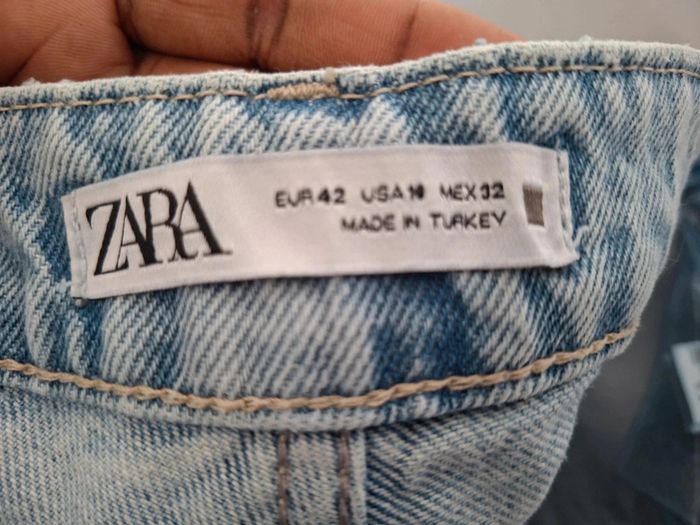 ZARA
EUR 42 USA 10 MEX 32
MADE IN TURKEY